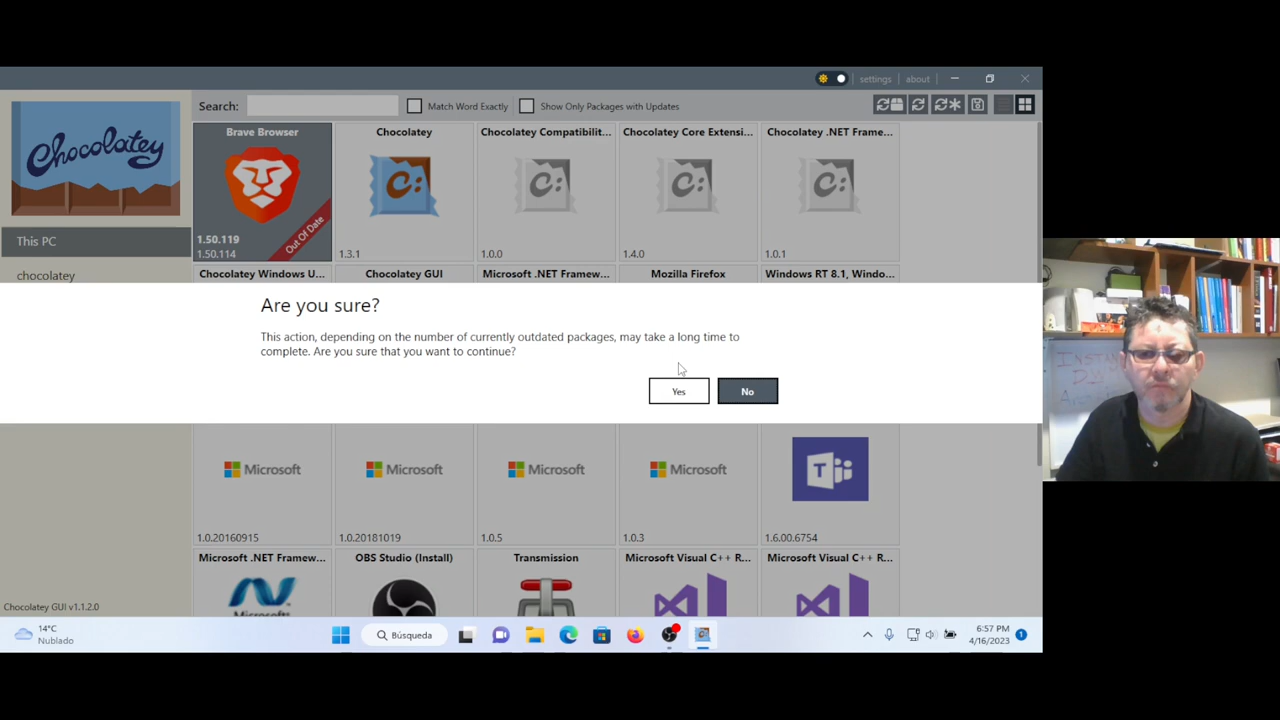 settings
about
Search:
Match Word Exactly
Show Only Packages with Updates
Chocolatey
This PC
chocolatey
Brave Browser
Out Of Date
1.50.119
1.50.114
Chocolatey
1.3.1
Chocolatey Compatibilit...
1.0.0
Chocolatey Core Extensi...
1.4.0
Chocolatey .NET Frame...
1.0.1
Chocolatey Windows U...
Chocolatey GUI
Microsoft .NET Framew...
Mozilla Firefox
Windows RT 8.1, Windo...
Are you sure?
This action, depending on the number of currently outdated packages, may take a long time to
complete. Are you sure that you want to continue?
Yes
No
Microsoft
1.0.20160915
Microsoft
1.0.20181019
Microsoft
1.0.5
Microsoft
1.0.3
1.6.00.6754
Microsoft .NET Framew...
Microsoft
OBS Studio (Install)
Transmission
Microsoft Visual C++ R...
Microsoft Visual C++ R...
Chocolatey GUI v1.1.2.0
14°C
Nublado
Búsqueda
6:57 PM
4/16/2023
1